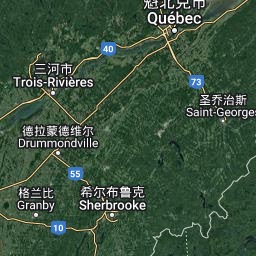 魁北克市
Québec
40
三河市
Trois-Rivières
73
圣乔治斯
Saint-Georges
德拉蒙德维尔
Drummondville
55
格兰比
Granby
希尔布鲁克
Sherbrooke
10